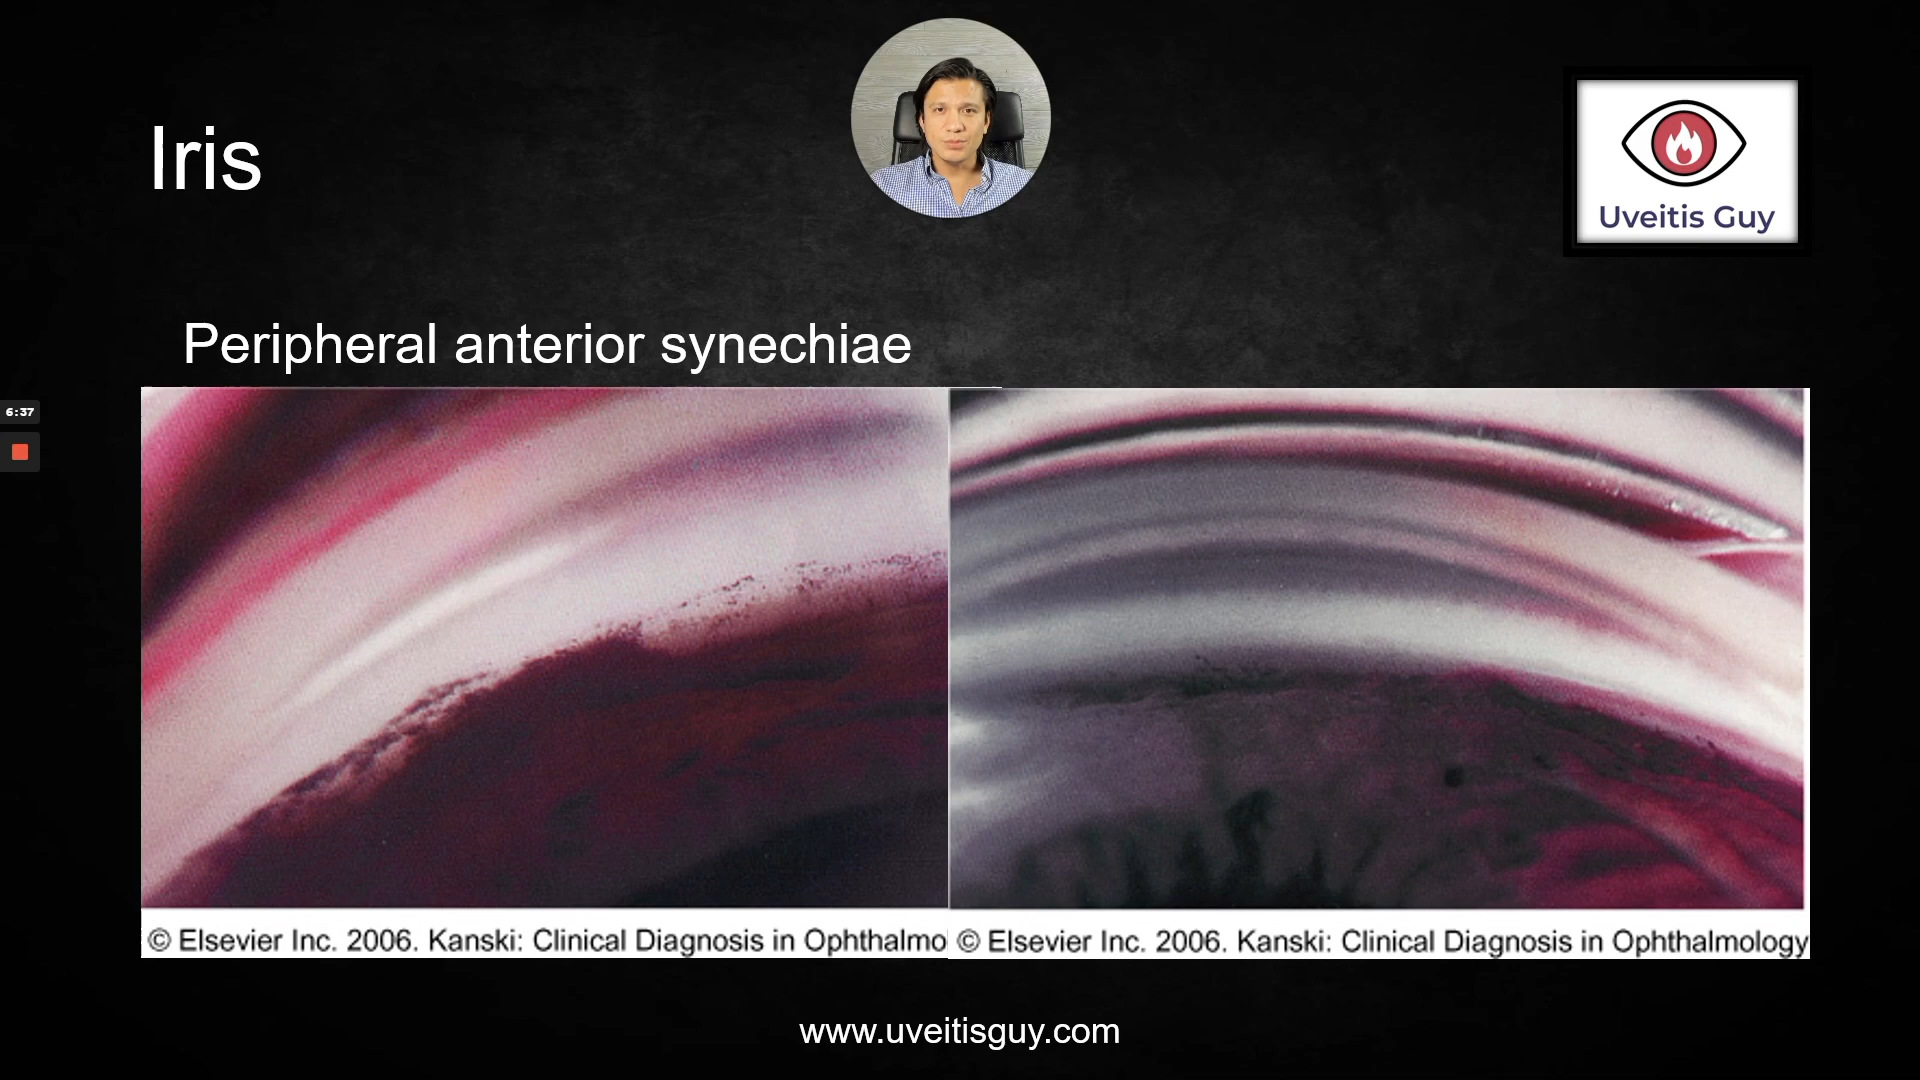 Iris
Uveitis Guy
Peripheral anterior synechiae
6:37
© Elsevier Inc. 2006. Kanski: Clinical Diagnosis in Ophthalmo
© Elsevier Inc. 2006. Kanski: Clinical Diagnosis in Ophthalmology
www.uveitisguy.com